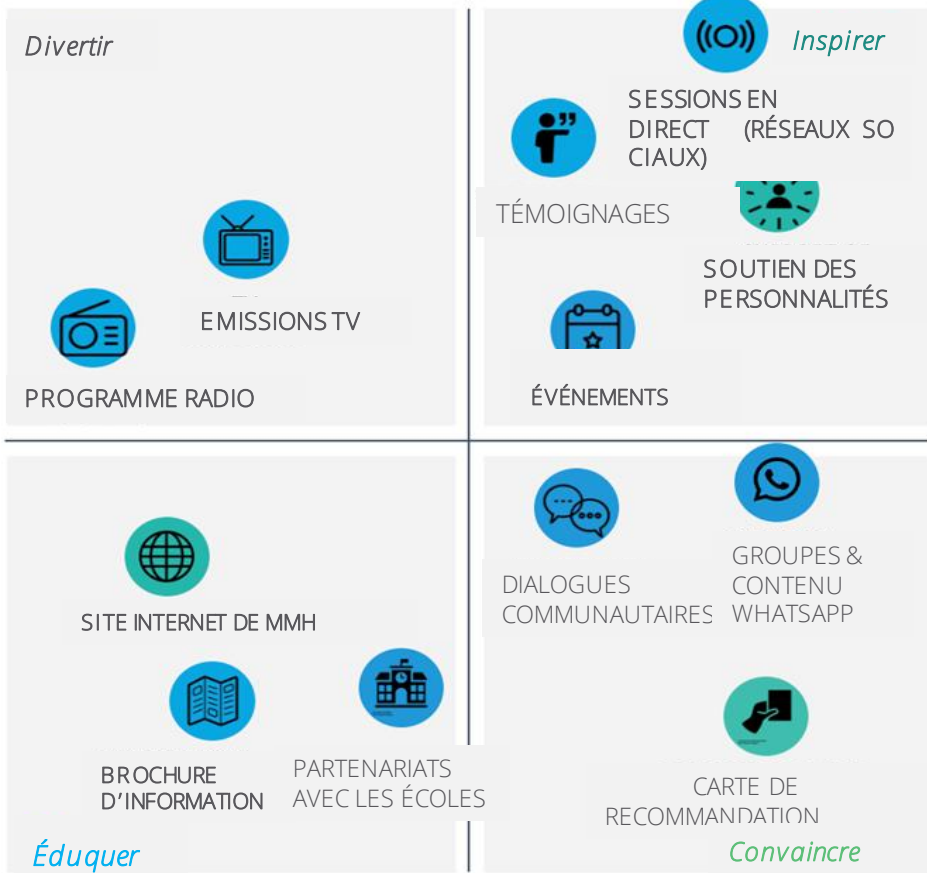 Divertir
EMISSIONS TV
PROGRAMME RADIO
Inspirer
SESSIONS EN
DIRECT (RÉSEAUX SO
CIAUX)
TÉMOIGNAGES
SOUTIEN DES
PERSONNALITÉS
ÉVÉNEMENTS
SITE INTERNET DE MMH
BROCHURE
D'INFORMATION
PARTENARIATS
AVEC LES ÉCOLES
Éduquer
DIALOGUES
COMMUNAUTAIRES
GROUPES &
CONTENU
WHATSAPP
CARTE DE
RECOMMANDATION
Convaincre